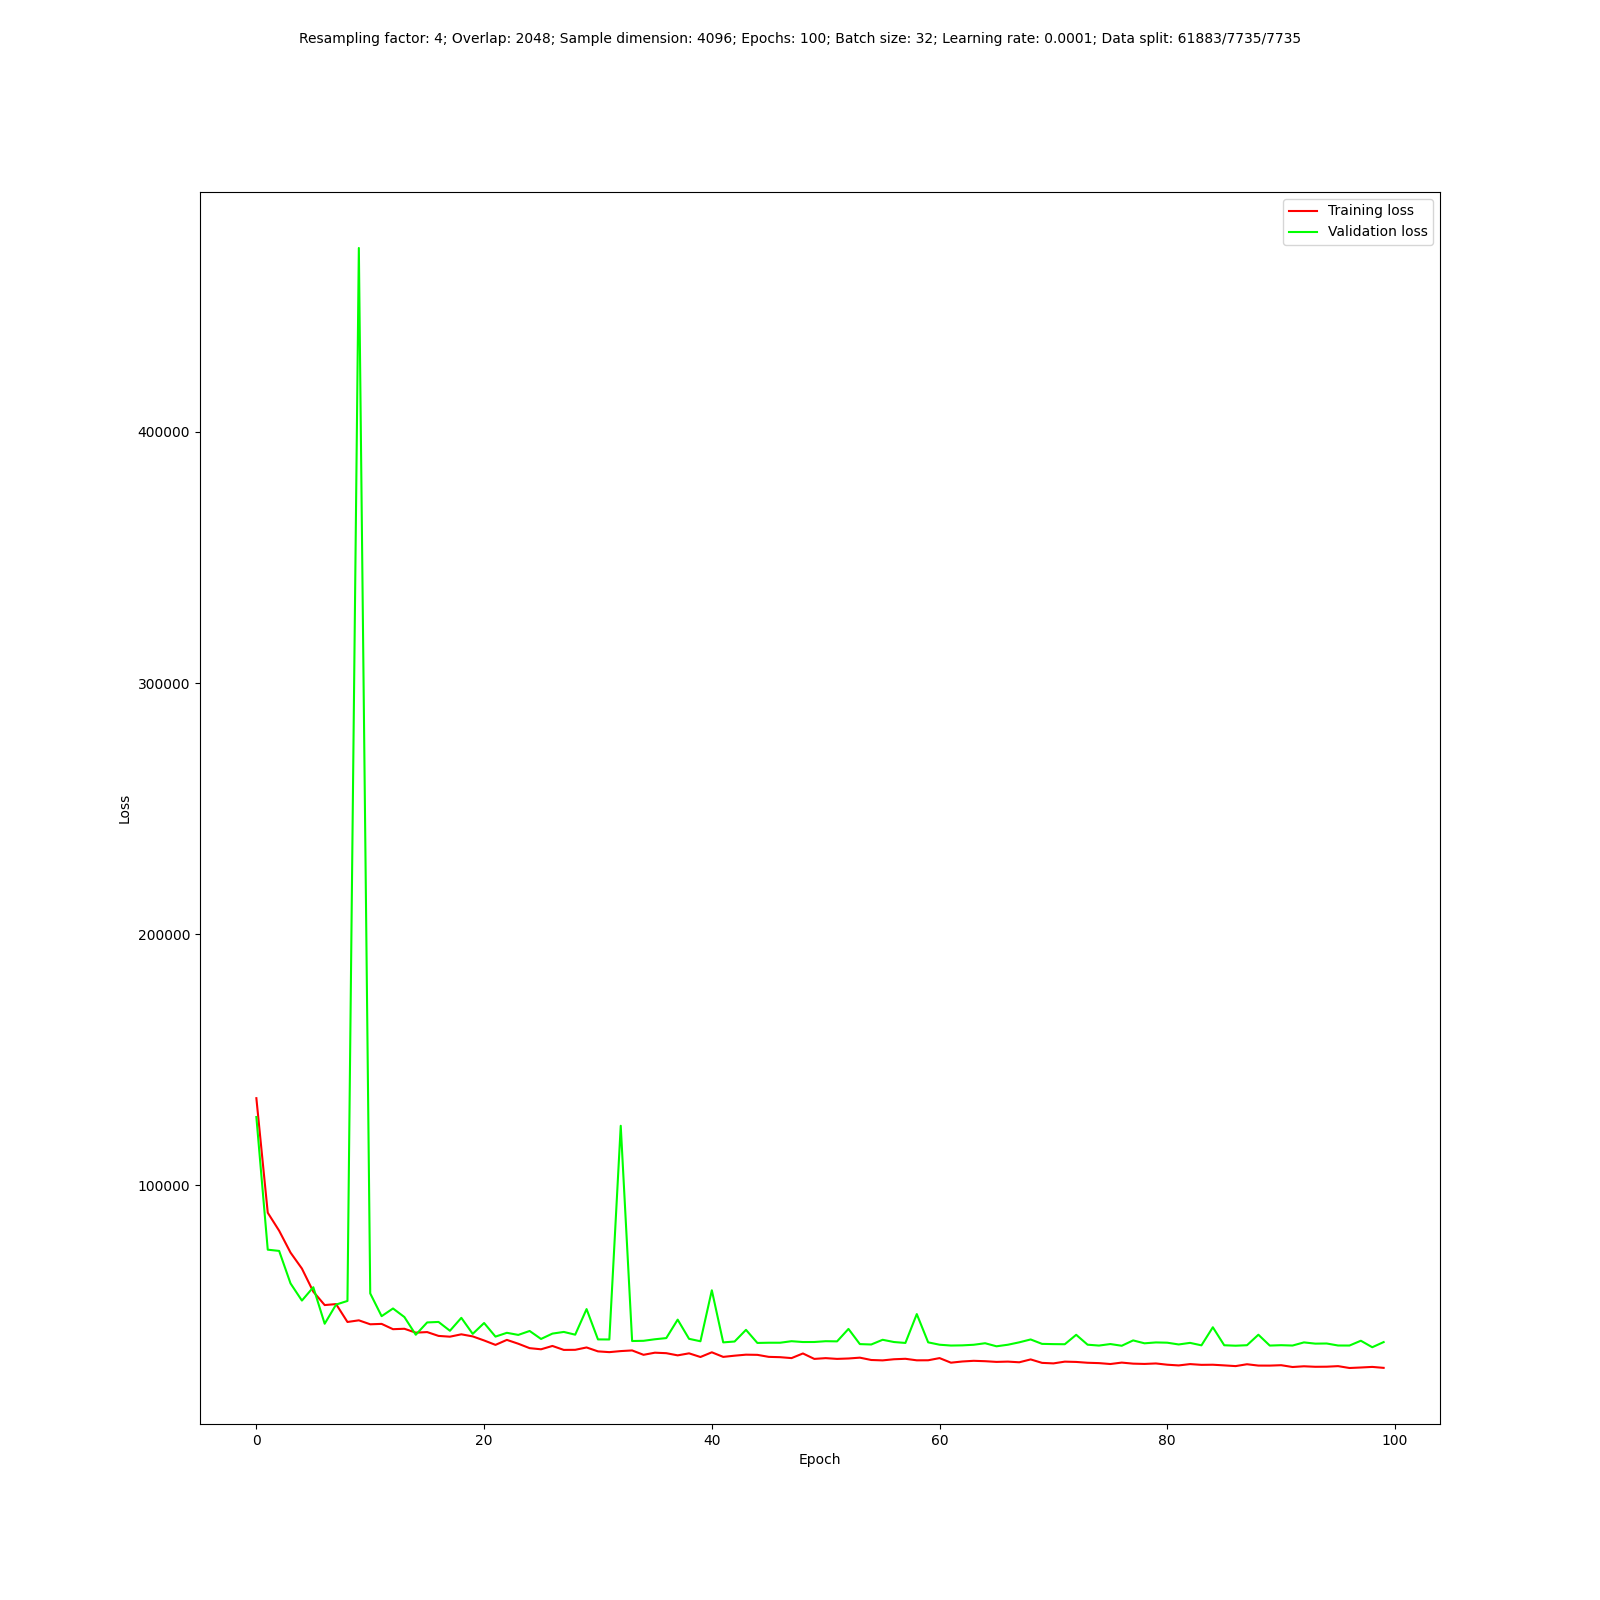 Resampling factor: 4; Overlap: 2048; Sample dimension: 4096; Epochs: 100; Batch size: 32; Learning rate: 0.0001; Data split: 61883/7735/7735
Training loss
Validation loss
400000
300000
200000
100000
Loss
0 20 40 60 80 100
Epoch